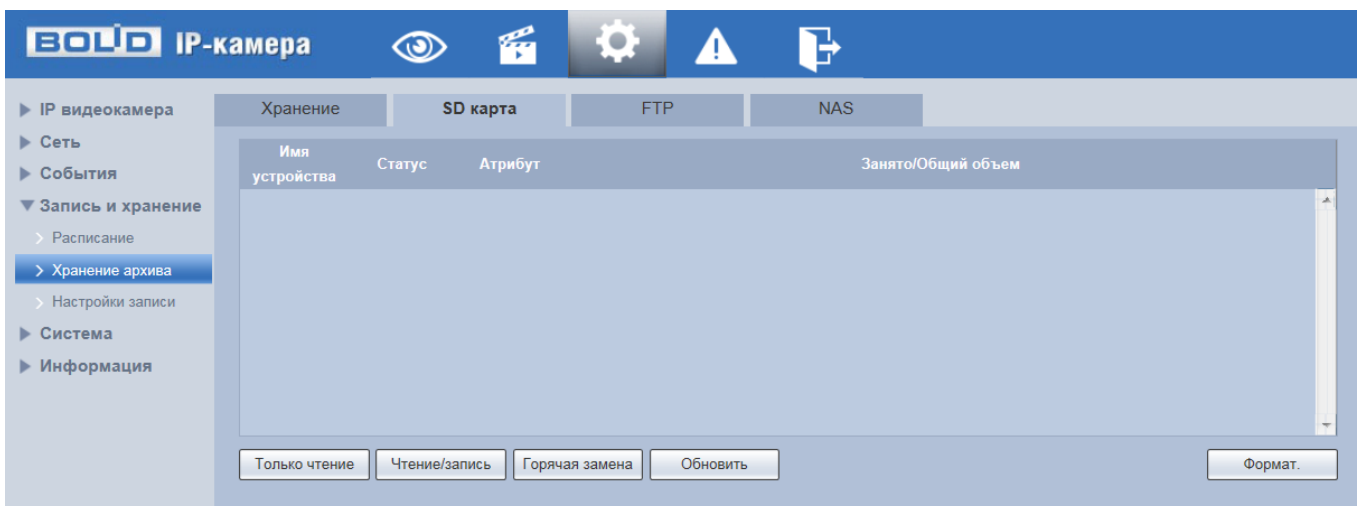 BOLID IP-камера
IP видеокамера
Сеть
События
Запись и хранение
Расписание
Хранение архива
Настройки записи
Система
Информация
Хранение SD карта FTP NAS
Имя
устройства Статус Атрибут Занято/Общий объем
Только чтение Чтение/запись Горячая замена Обновить Формат.